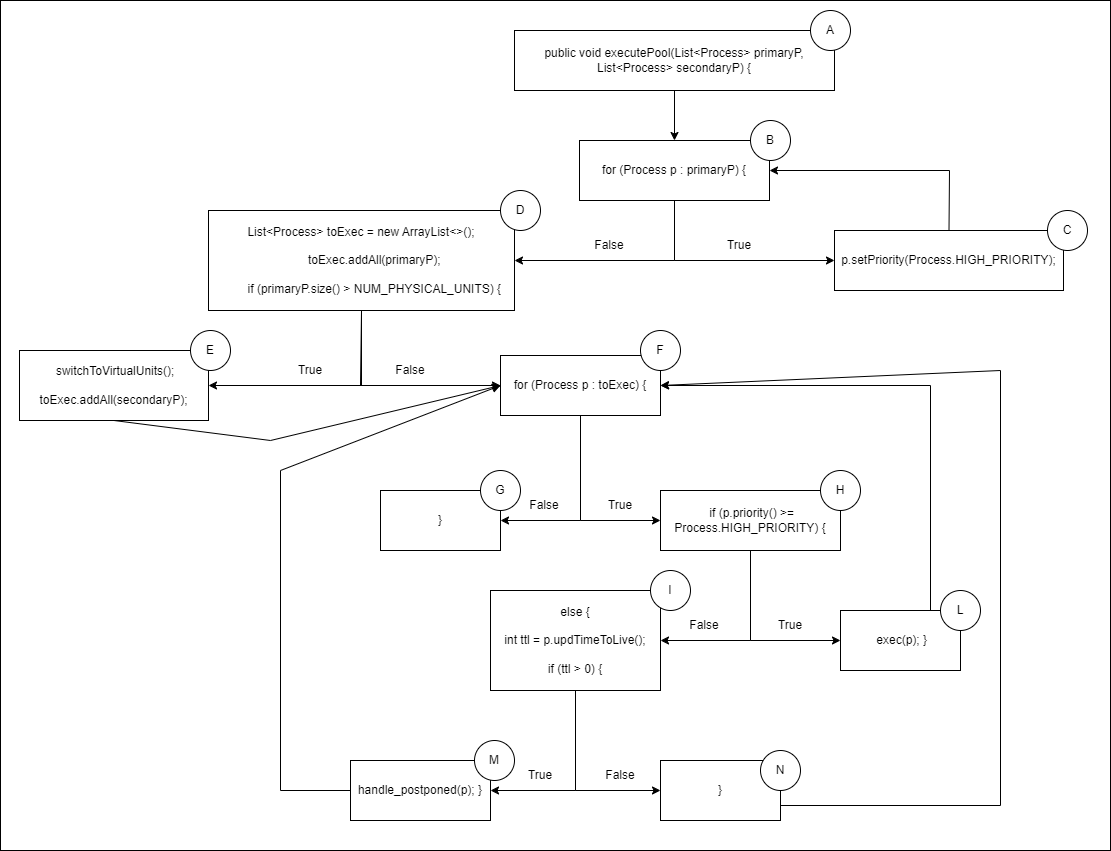 A
public void executePool(List<Process> primaryP,
List<Process> secondaryP) {
B
for (Process p : primaryP) {
D
List<Process> toExec = new ArrayList<>();
toExec.addAll(primaryP);
if (primaryP.size() > NUM_PHYSICAL_UNITS) {
False
True
C
p.setPriority(Process.HIGH_PRIORITY);
E
switchToVirtualUnits();
toExec.addAll(secondaryP);
True
False
F
for (Process p : toExec) {
G
}
False
True
H
if (p.priority() >=
Process.HIGH_PRIORITY) {
I
else {
int ttl = p.updTimeToLive();
if (ttl > 0) {
False
True
L
exec(p); }
M
handle_postponed(p); }
True
False
N
}